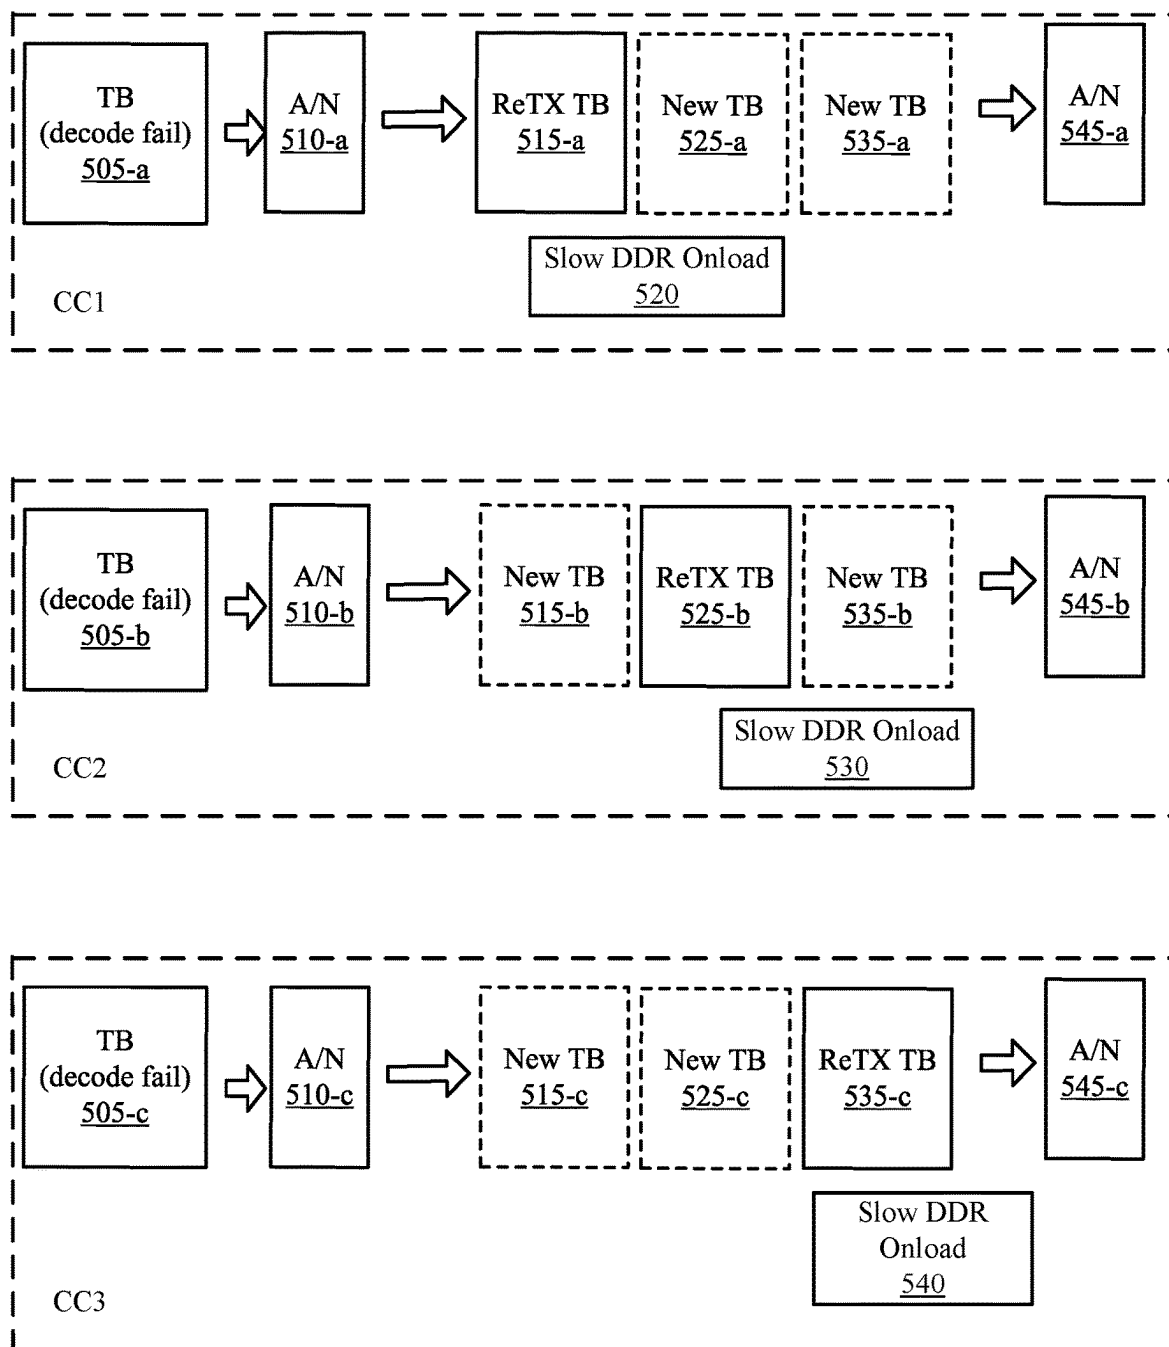 TB
(decode fail)
505-a
A/N
510-a
ReTX TB
515-a
New TB
525-a
New TB
535-a
A/N
545-a
Slow DDR Onload
520
CC1
TB
(decode fail)
505-b
A/N
510-b
New TB
515-b
ReTX TB
525-b
New TB
535-b
A/N
545-b
Slow DDR Onload
530
CC2
TB
(decode fail)
505-c
A/N
510-c
New TB
515-c
New TB
525-c
ReTX TB
535-c
A/N
545-c
Slow DDR
Onload
540
CC3